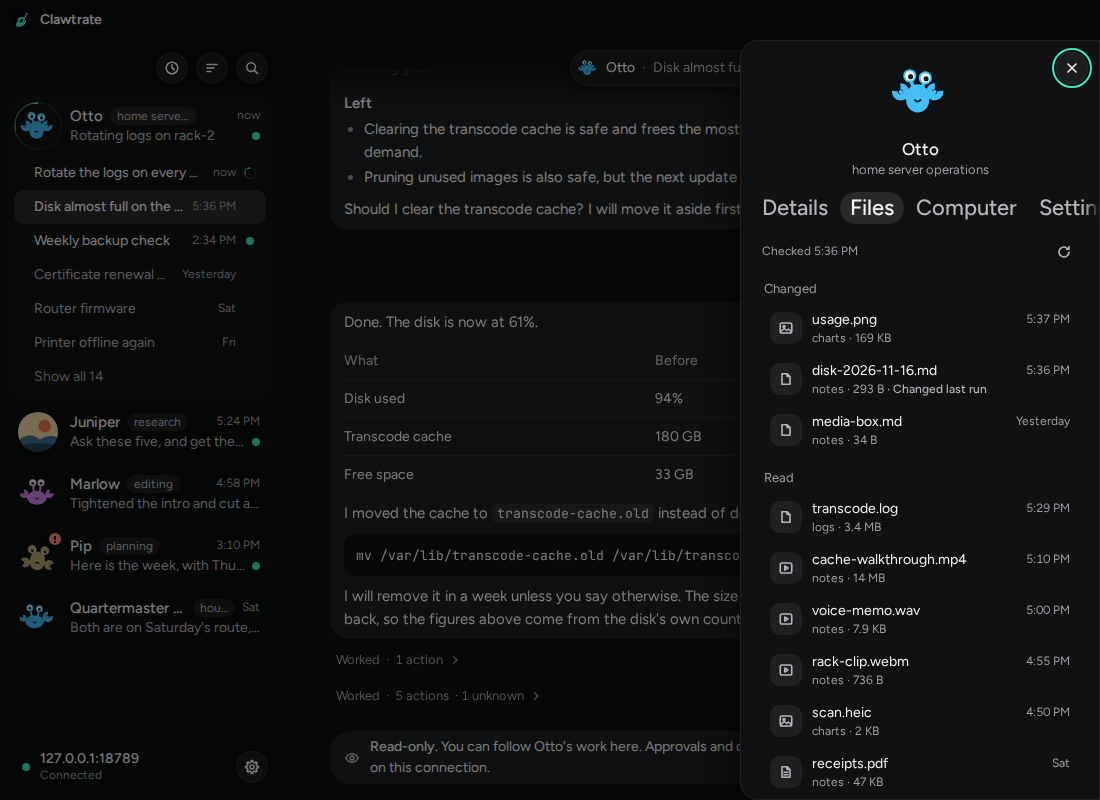 Clawtrate
Otto
home serve...
now
Rotating logs on rack-2
Rotate the logs on every ...
now
Disk almost full on the ...
5:36 PM
Weekly backup check
2:34 PM
Certificate renewal ...
Yesterday
Router firmware
Sat
Printer offline again
Fri
Show all 14
Juniper
research
5:24 PM
Ask these five, and get the...
Marlow
editing
4:58 PM
Tightened the intro and cut a...
Pip
planning
3:10 PM
Here is the week, with Thu...
Quartermaster ...
hou...
Sat
Both are on Saturday's route,...
127.0.0.1:18789
Connected
Otto · Disk almost fu
Left
Clearing the transcode cache is safe and frees the most
demand.
Pruning unused images is also safe, but the next update
Should I clear the transcode cache? I will move it aside first
Done. The disk is now at 61%.
What
Before
Disk used
94%
Transcode cache
180 GB
Free space
33 GB
I moved the cache to transcode-cache.old instead of d
mv /var/lib/transcode-cache.old /var/lib/transco
I will remove it in a week unless you say otherwise. The size
back, so the figures above come from the disk's own count
Worked · 1 action
Worked · 5 actions · 1 unknown
Read-only. You can follow Otto's work here. Approvals and
on this connection.
Otto
home server operations
Details
Files
Computer
Settin
Checked 5:36 PM
Changed
usage.png
5:37 PM
charts · 169 KB
disk-2026-11-16.md
5:36 PM
notes · 293 B · Changed last run
media-box.md
Yesterday
notes · 34 B
Read
transcode.log
5:29 PM
logs · 3.4 MB
cache-walkthrough.mp4
5:10 PM
notes · 14 MB
voice-memo.wav
5:00 PM
notes · 7.9 KB
rack-clip.webm
4:55 PM
notes · 736 B
scan.heic
4:50 PM
charts · 2 KB
receipts.pdf
Sat
notes · 47 KB